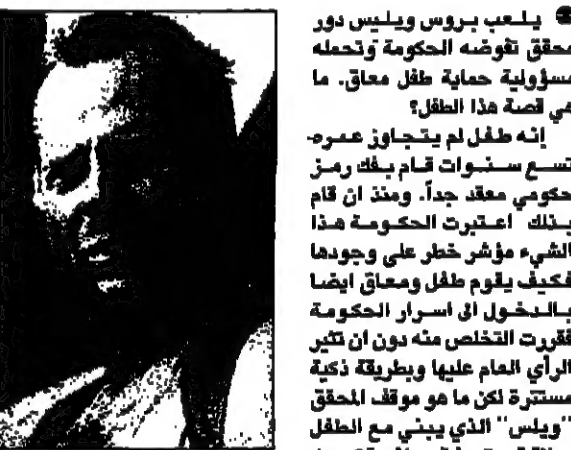 يلعب بروس ويليس دور
محقق تفوضه الحكومة وتحمله
مسؤولية حماية طفل معاق. ما
هي قصة هذا الطفل؟
إنه طفل لم يتجاوز عمره
تسع سنوات قام بفك رمز
حكومي معقد جداً. ومنذ ان قام
بذلك اعتبرت الحكومة هذا
الشيء مؤشر خطر على وجودها
فكيف يقوم طفل ومعاق ايضا
بالدخول الى اسرار الحكومة
فقررت التخلص منه دون ان تثير
الرأي العام عليها وبطريقة ذكية
مستترة لكن ما هو موقف المحقق
"ويلس" الذي يبني مع الطفل